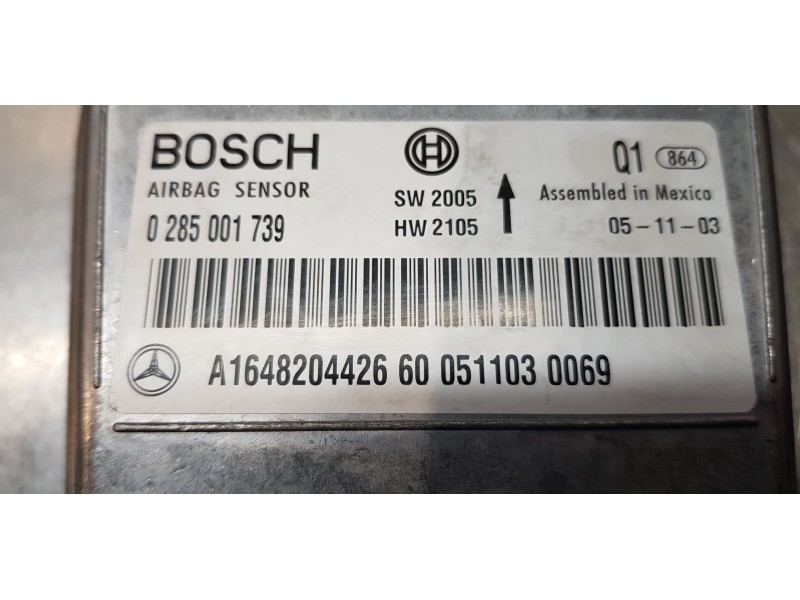 BOSCH
Q1 864
AIRBAG SENSOR
SW 2005
Assembled in Mexico
0 285 001 739
HW 2105
05-11-03
A1648204426 60 051103 0069